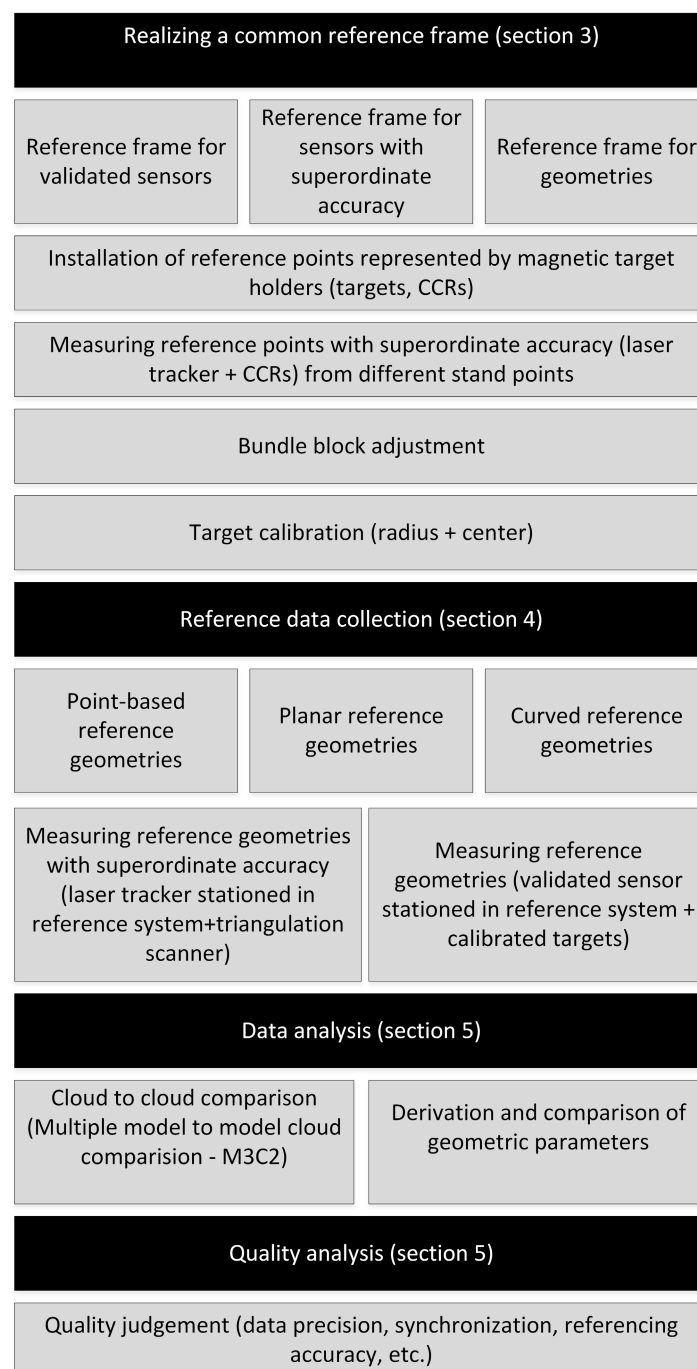 Realizing a common reference frame (section 3)
Reference frame for
validated sensors
Reference frame for
sensors with
superordinate
accuracy
Reference frame for
geometries
Installation of reference points represented by magnetic target
holders (targets, CCRs)
Measuring reference points with superordinate accuracy (laser
tracker + CCRs) from different stand points
Bundle block adjustment
Target calibration (radius + center)
Reference data collection (section 4)
Point-based
reference
geometries
Planar reference
geometries
Curved reference
geometries
Measuring reference geometries
with superordinate accuracy
(laser tracker stationed in
reference system+triangulation
scanner)
Measuring reference
geometries (validated sensor
stationed in reference system +
calibrated targets)
Data analysis (section 5)
Cloud to cloud comparison
(Multiple model to model cloud
comparision - M3C2)
Derivation and comparison of
geometric parameters
Quality analysis (section 5)
Quality judgement (data precision, synchronization, referencing
accuracy, etc.)